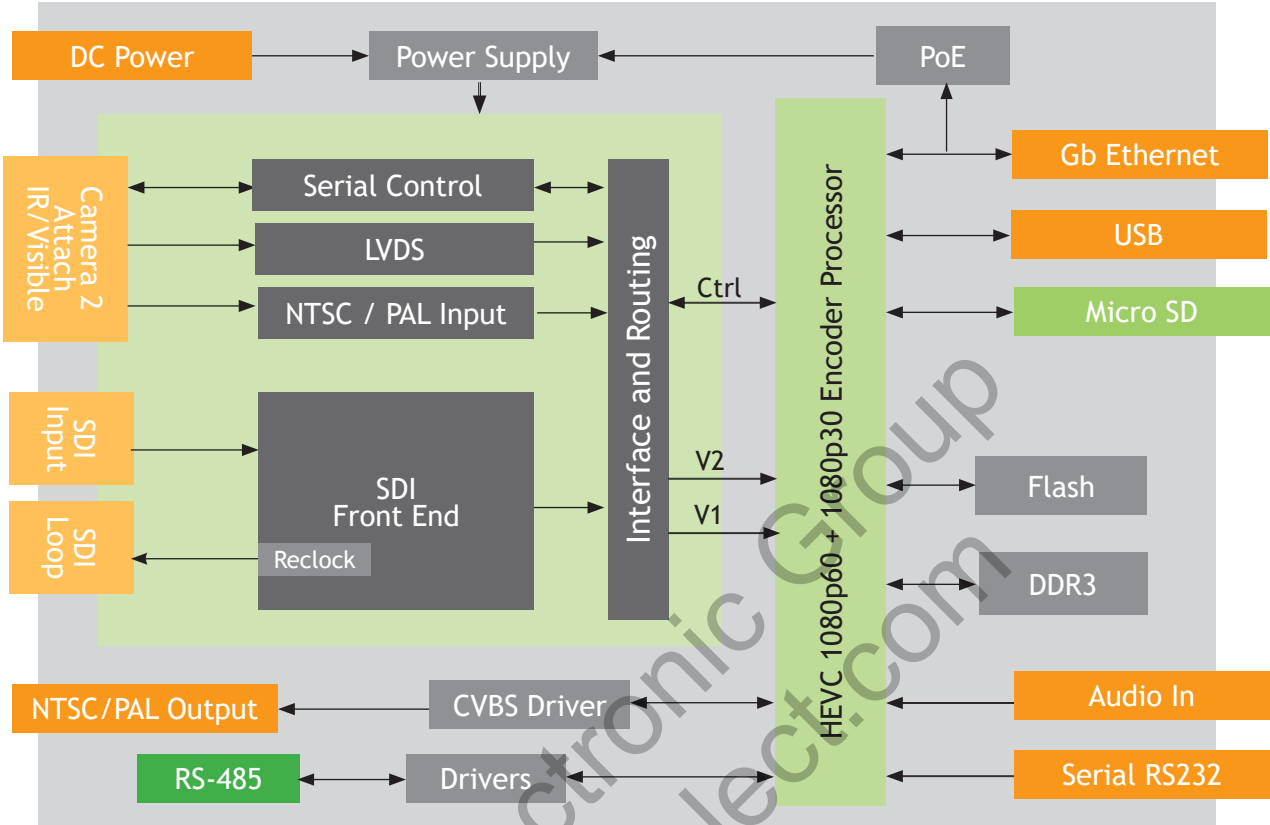 DC Power
Power Supply
PoE
Camera 2
Attach
IR/Visible
Serial Control
LVDS
NTSC / PAL Input
SDI
Input
SDI
Loop
SDI
Front End
Reclock
Interface and Routing
Ctrl
V2
V1
HEVC 1080p60 + 1080p30 Encoder Processor
Gb Ethernet
USB
Micro SD
Flash
DDR3
Audio In
Serial RS232
NTSC/PAL Output
CVBS Driver
RS-485
Drivers
ctronic Group
lect.com